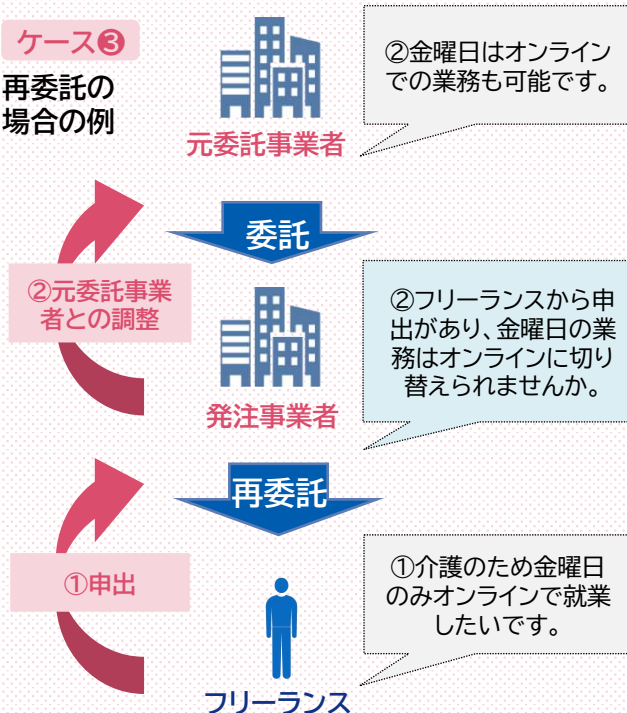 ケース❸
再委託の
場合の例
元委託事業者
②金曜日はオンライン
での業務も可能です。
委託
②元委託事業
者との調整
発注事業者
②フリーランスから申
出があり、金曜日の業
務はオンラインに切り
替えられませんか。
再委託
①申出
①介護のため金曜日
のみオンラインで就業
したいです。
フリーランス